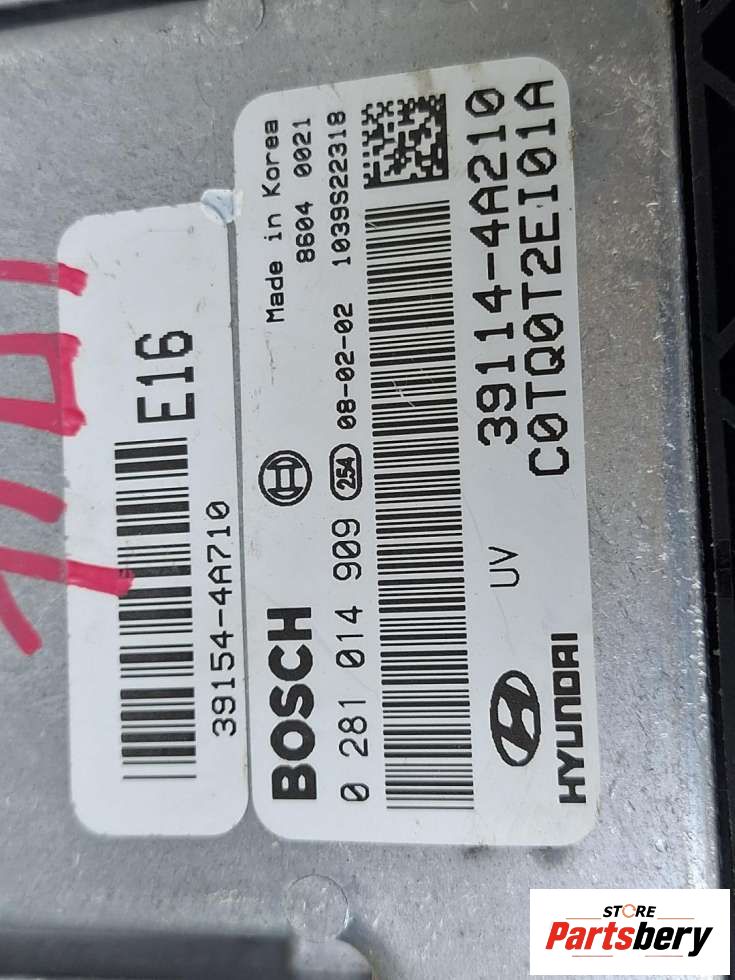 E16
39154-4A710
Made in Korea
8604 0021
BOSCH
0 281 014 909 254 08-02-02 1039S22318
39114-4A210
UV C0TQ0T2EI01A
HYUNDAI
STORE
Partsbery